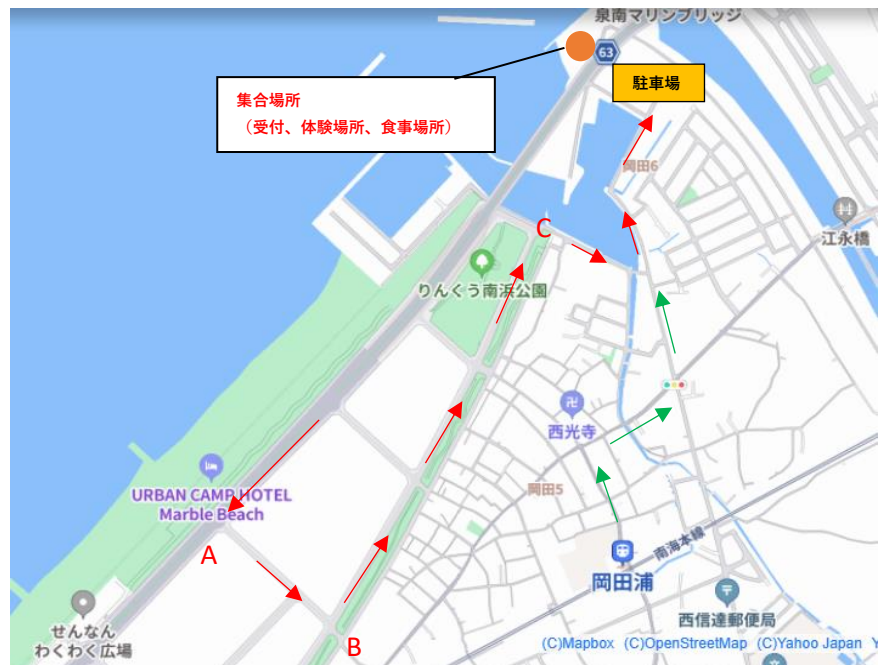 泉南マリンブリッジ
63
駐車場
集合場所
（受付、体験場所、食事場所）
岡田6
江永橋
C
りんくう南浜公園
西光寺
岡田5
URBAN CAMP HOTEL
Marble Beach
A
南海本線
岡田浦
せんなん
わくわく広場
西信達郵便局
B
(C)Mapbox (C)OpenStreetMap (C)Yahoo Japan Y